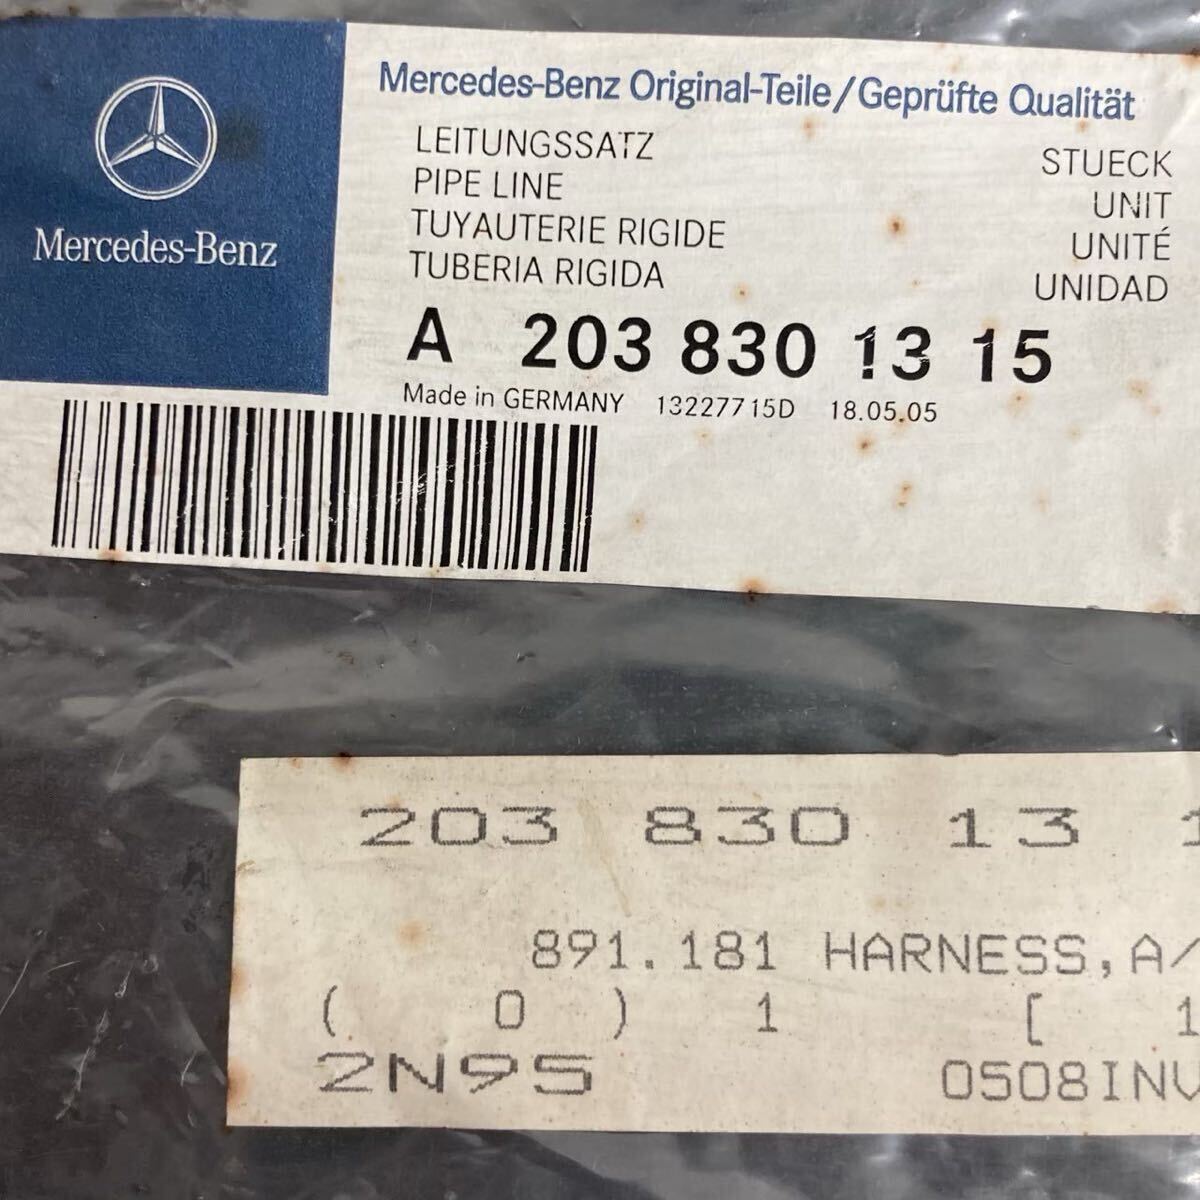 Mercedes-Benz
Mercedes-Benz Original-Teile/Geprüfte Qualität
LEITUNGSSATZ STUECK
PIPE LINE UNIT
TUYAUTERIE RIGIDE UNITÉ
TUBERIA RIGIDA UNIDAD
A 203 830 13 15
Made in GERMANY 13227715D 18.05.05
203 830 13 1
891.181 HARNESS,A/
( 0 ) 1 [ 1
2N95 0508INV